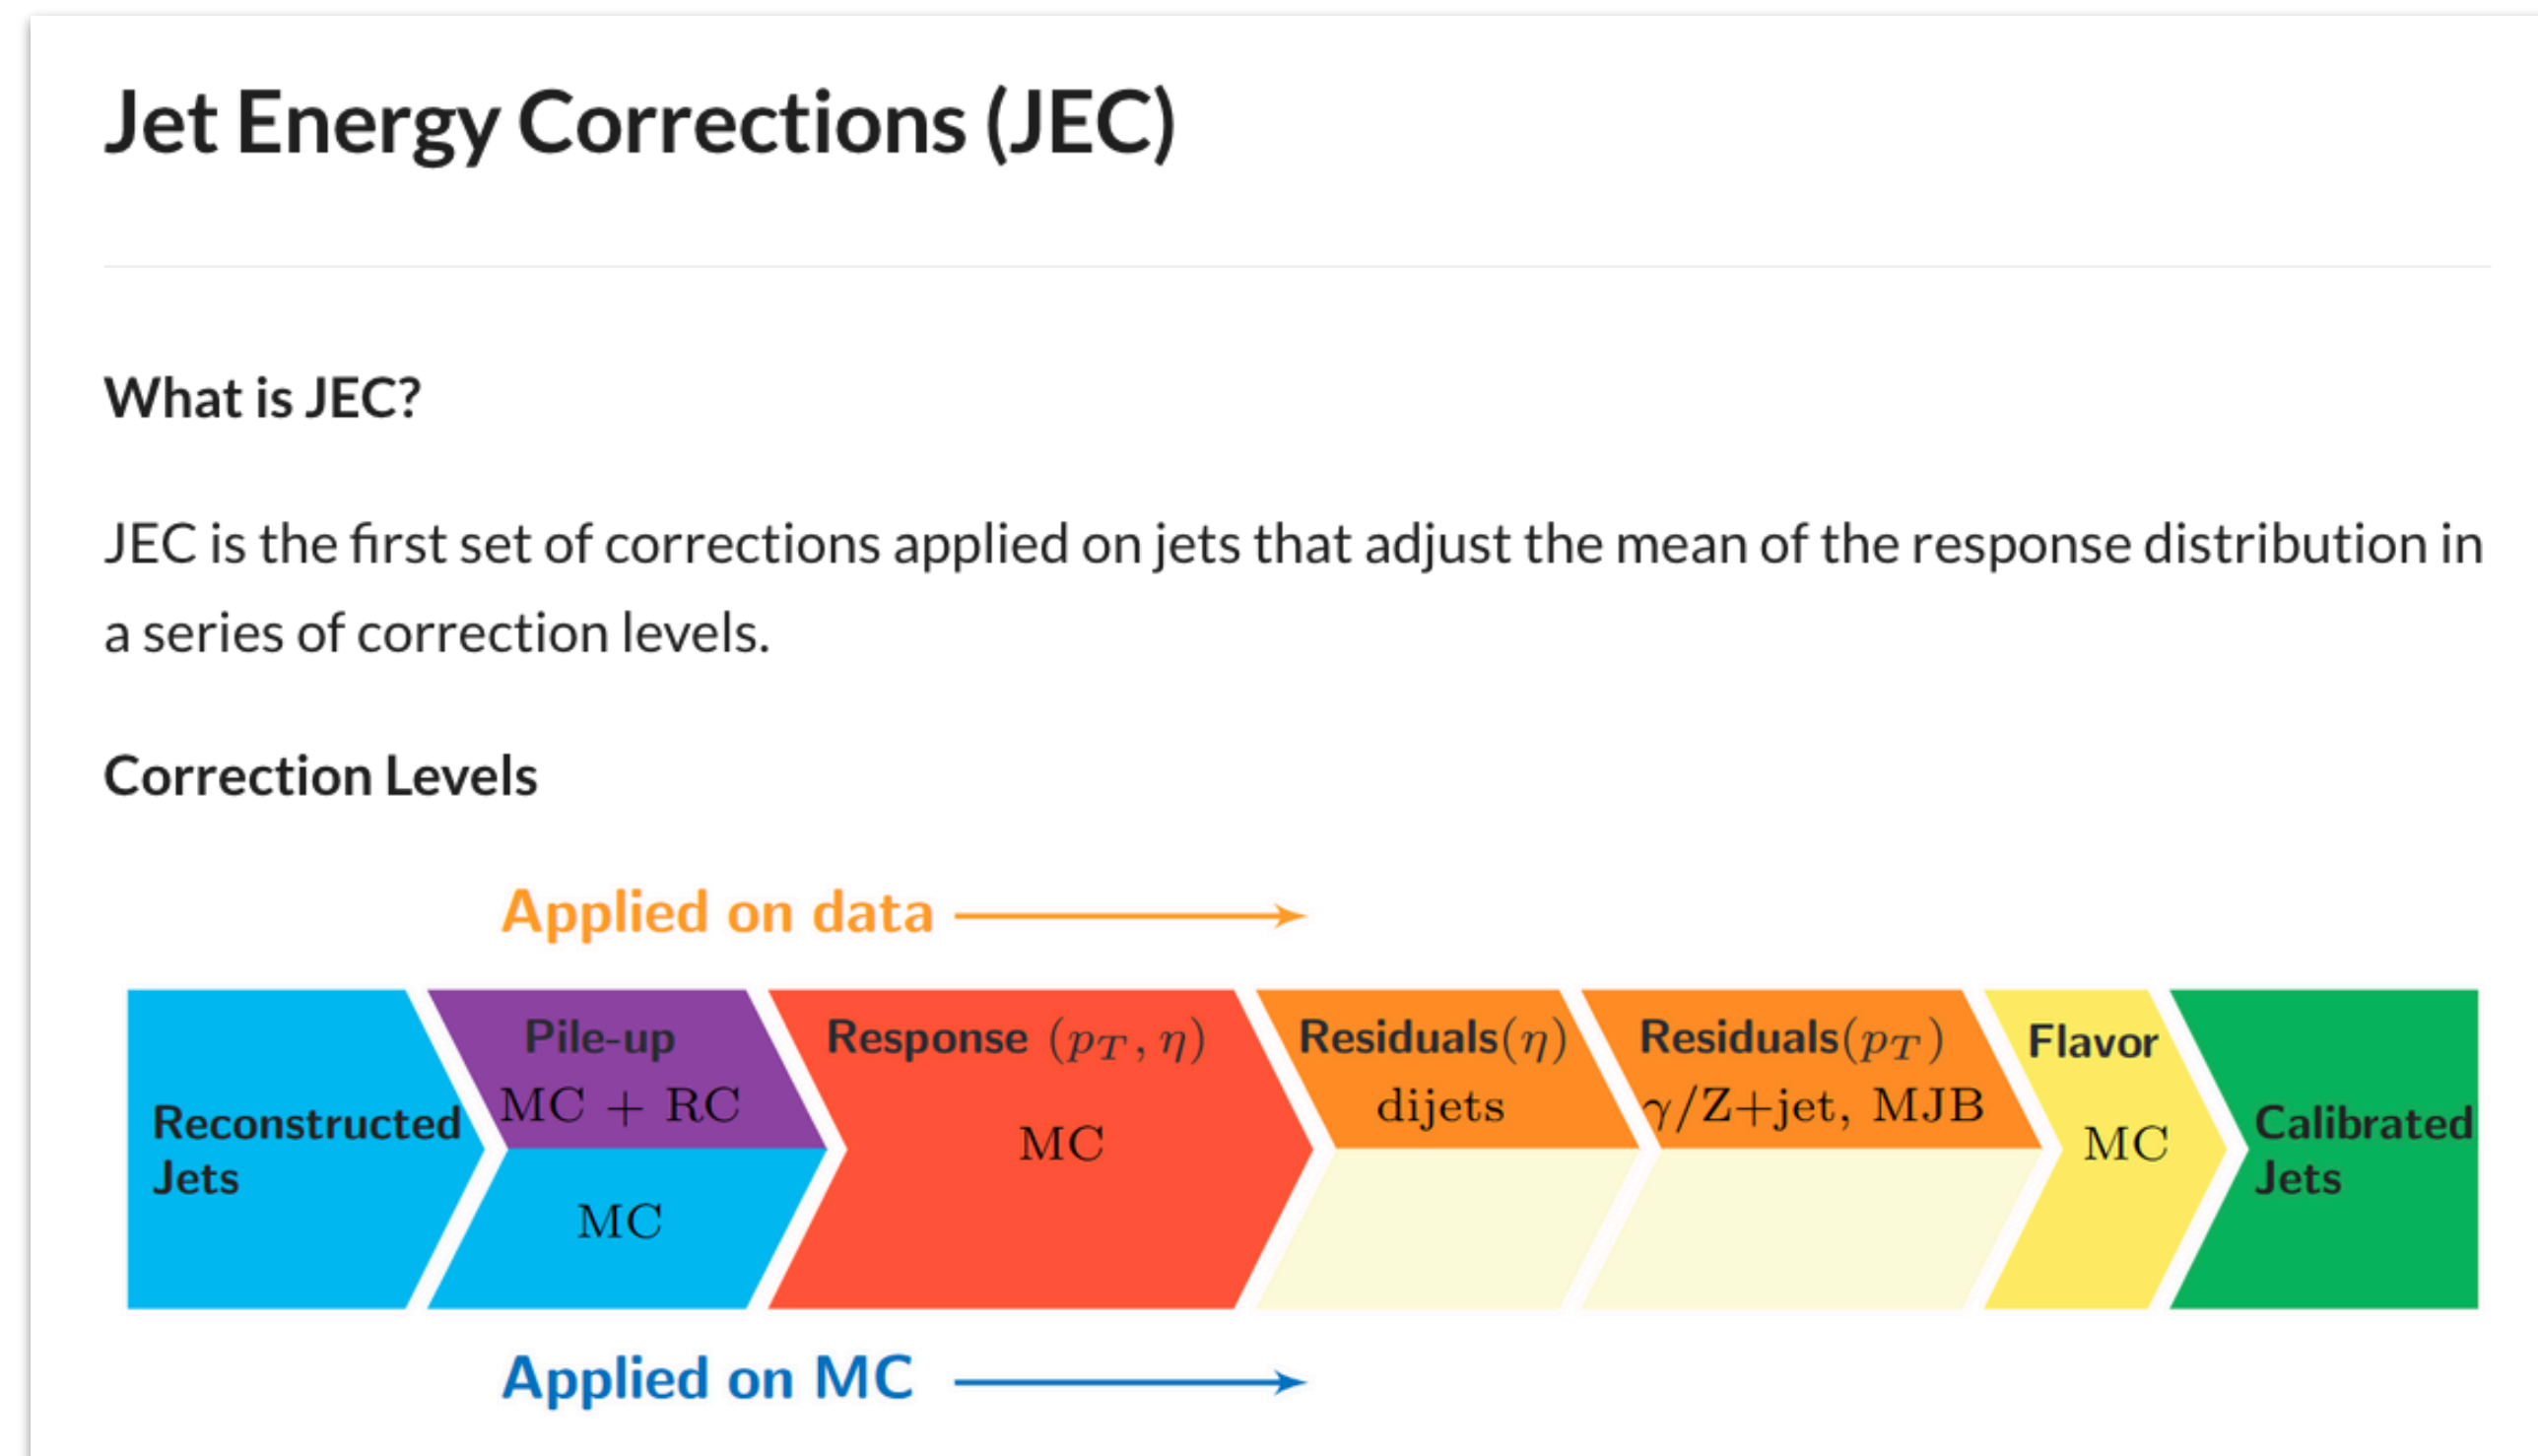 Jet Energy Corrections (JEC)
What is JEC?
JEC is the first set of corrections applied on jets that adjust the mean of the response distribution in
a series of correction levels.
Correction Levels
Applied on data
Reconstructed
Jets
Pile-up
MC + RC
MC
Response (p_T, η)
MC
Residuals(η)
dijets
Residuals(p_T)
γ/Z+jet, MJB
Flavor
MC
Calibrated
Jets
Applied on MC